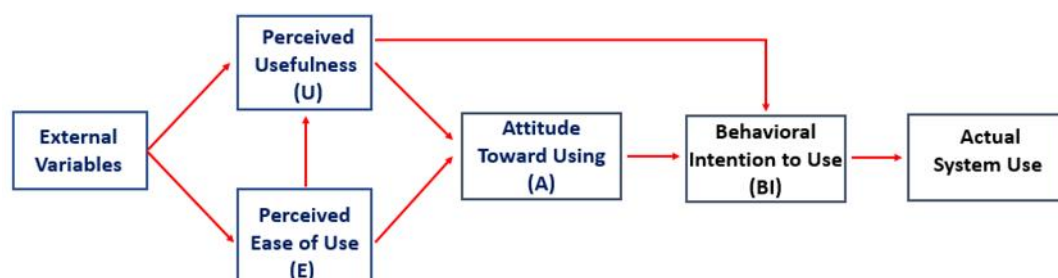 External
Variables
Perceived
Usefulness
(U)
Perceived
Ease of Use
(E)
Attitude
Toward Using
(A)
Behavioral
Intention to Use
(BI)
Actual
System Use